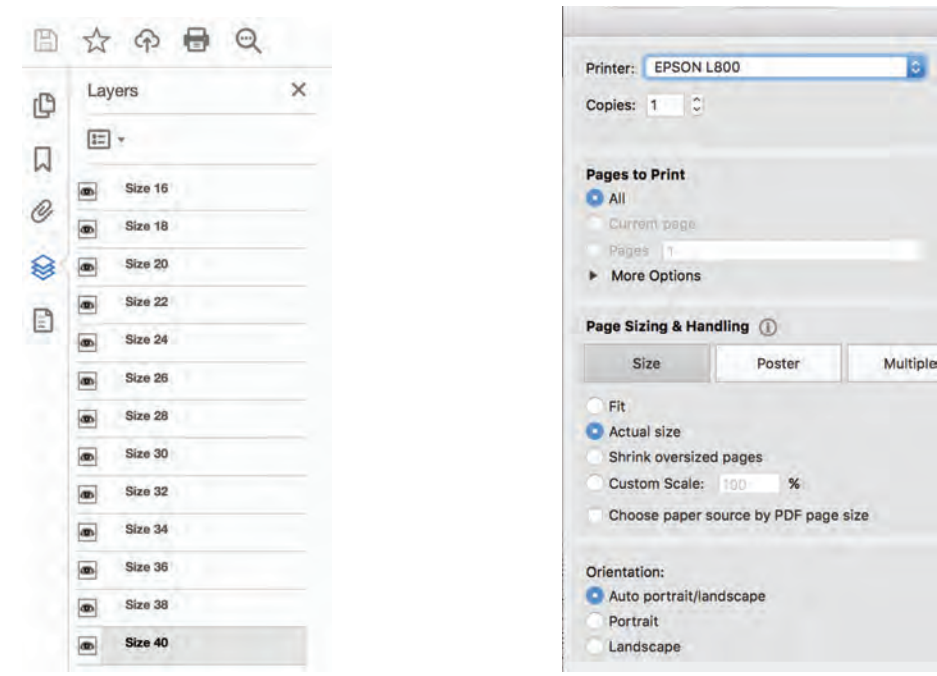 Layers
Size 16
Size 18
Size 20
Size 22
Size 24
Size 26
Size 28
Size 30
Size 32
Size 34
Size 36
Size 38
Size 40
Printer: EPSON L800
Copies: 1
Pages to Print
All
Current page
Pages 1
More Options
Page Sizing & Handling
Size Poster Multiple
Fit
Actual size
Shrink oversized pages
Custom Scale: 100 %
Choose paper source by PDF page size
Orientation:
Auto portrait/landscape
Portrait
Landscape